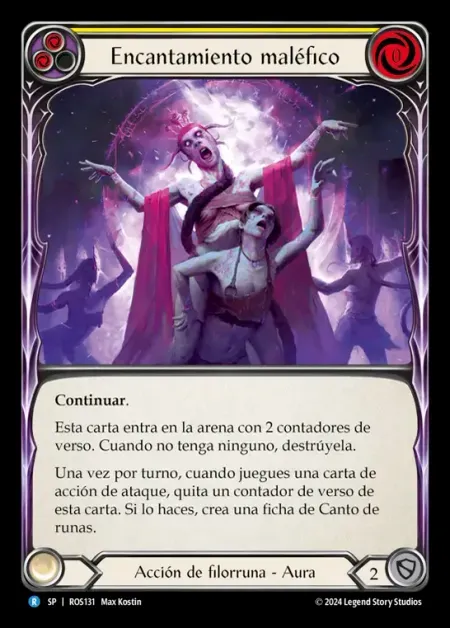 Encantamiento maléfico
0
Continuar.
Esta carta entra en la arena con 2 contadores de
verso. Cuando no tenga ninguno, destrúyela.
Una vez por turno, cuando juegues una carta de
acción de ataque, quita un contador de verso de
esta carta. Si lo haces, crea una ficha de Canto de
runas.
Acción de filorruna - Aura
2
R SP | ROS131 Max Kostin
© 2024 Legend Story Studios